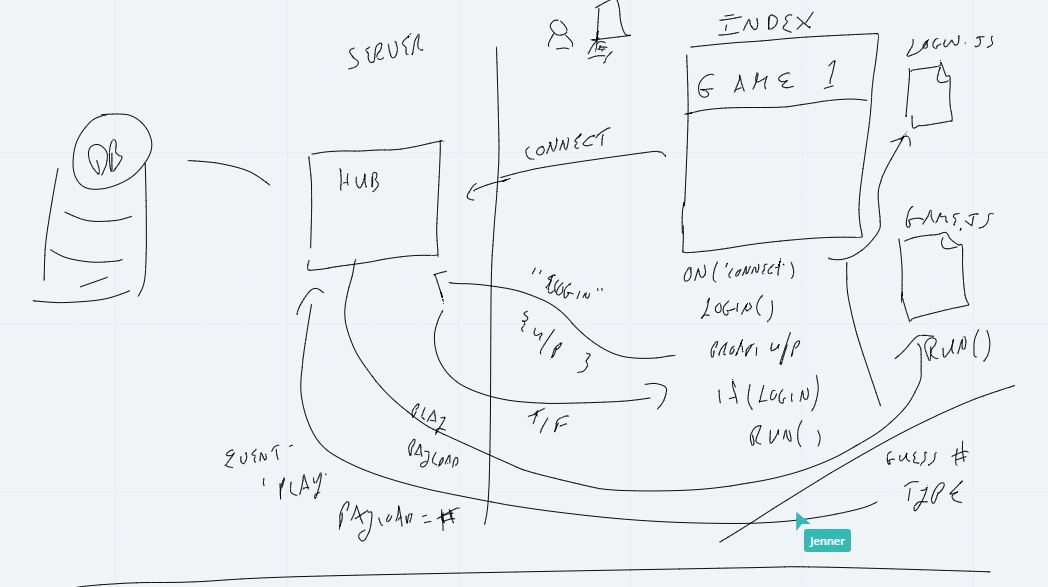 SERVER
INDEX
GAME 1
LOGIN.JS
DB
HUB
CONNECT
GAME.JS
ON('CONNECT')
"LOGIN"
LOGIN()
{ U/P }
PROMPT U/P
RUN()
IF(LOGIN)
T/F
RUN()
PLAY
PAYLOAD
EVENT
'PLAY'
PAYLOAD = #
GUESS #
TYPE
Jenner